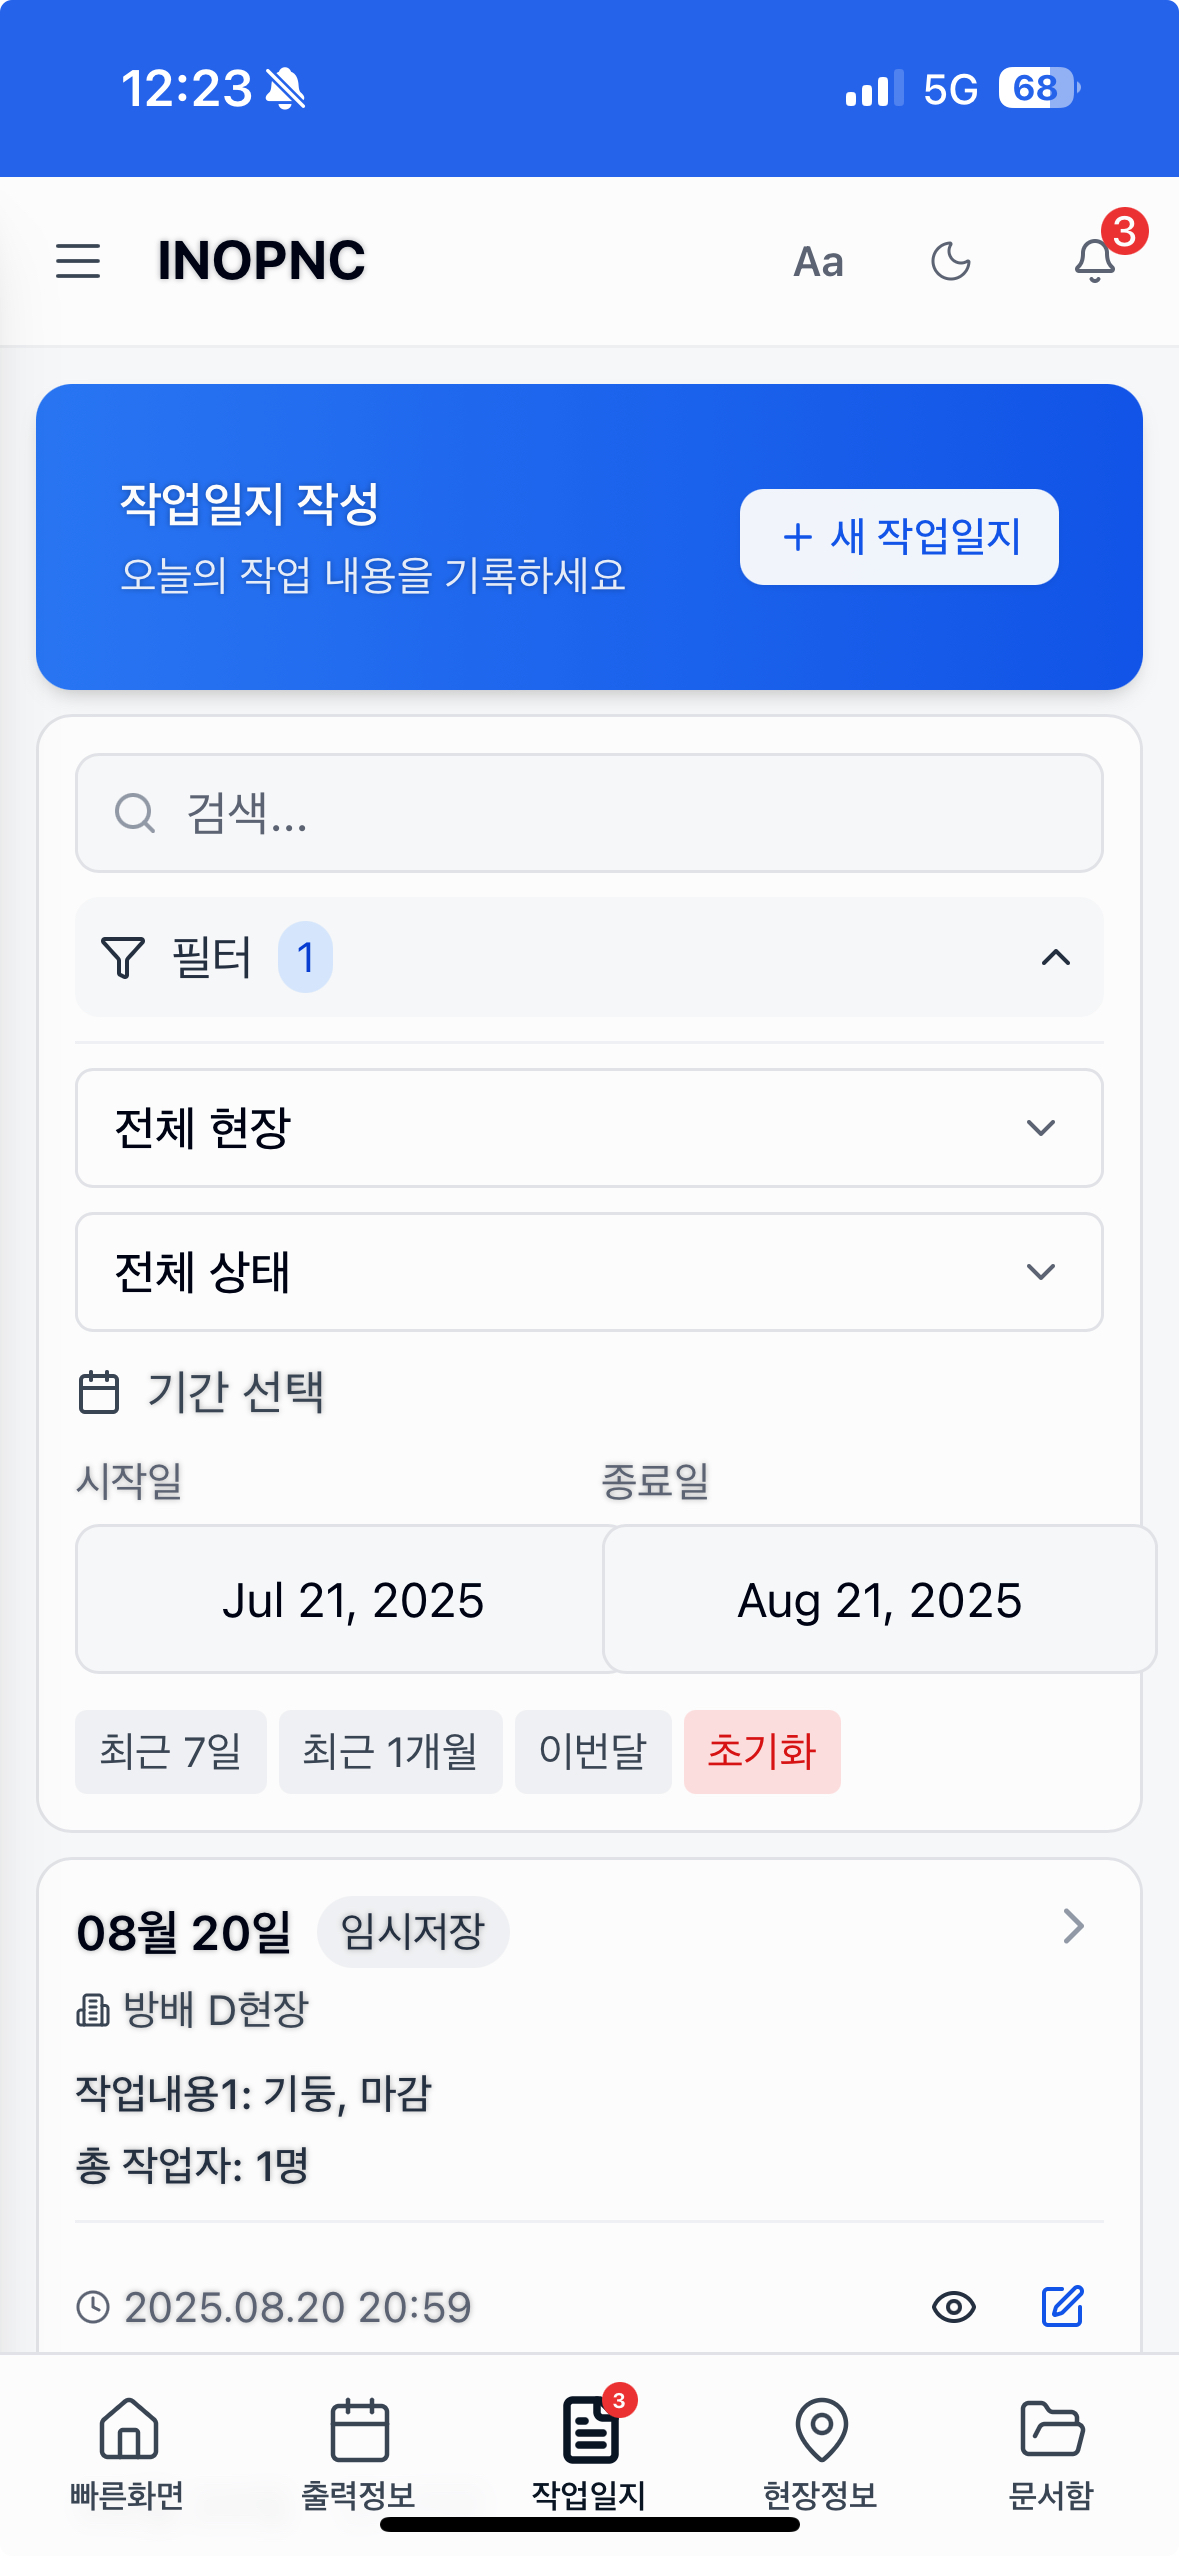 12:23 5G 68
INOPNC Aa 3
작업일지 작성
오늘의 작업 내용을 기록하세요
+ 새 작업일지
검색...
필터 1
전체 현장
전체 상태
기간 선택
시작일 종료일
Jul 21, 2025 Aug 21, 2025
최근 7일 최근 1개월 이번달 초기화
08월 20일 임시저장
방배 D현장
작업내용1: 기둥, 마감
총 작업자: 1명
2025.08.20 20:59
3
빠른화면 출력정보 작업일지 현장정보 문서함